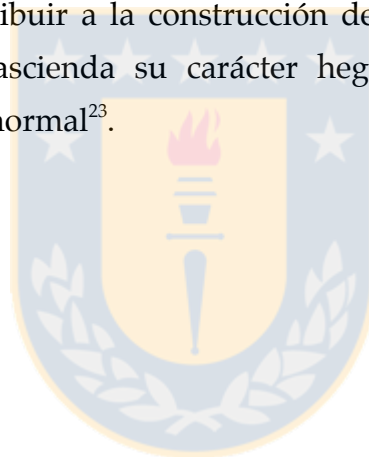 ibuir a la construcción de
ascienda su carácter heg
normal²³.